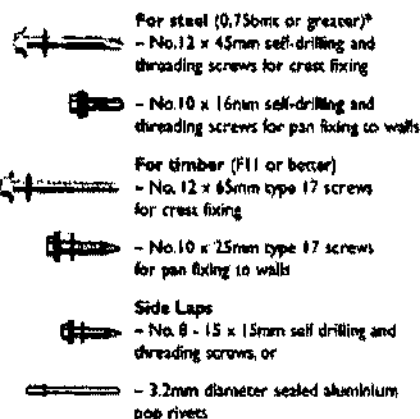 For steel (0.75bmt or greater)*
– No.12 x 45mm self-drilling and
threading screws for crest fixing
– No.10 x 16mm self-drilling and
threading screws for pan fixing to walls
For timber (F11 or better)
– No. 12 x 65mm type 17 screws
for crest fixing
– No.10 x 25mm type 17 screws
for pan fixing to walls
Side Laps
– No. 8 - 15 x 15mm self drilling and
threading screws, or
– 3.2mm diameter sealed aluminium
pop rivets